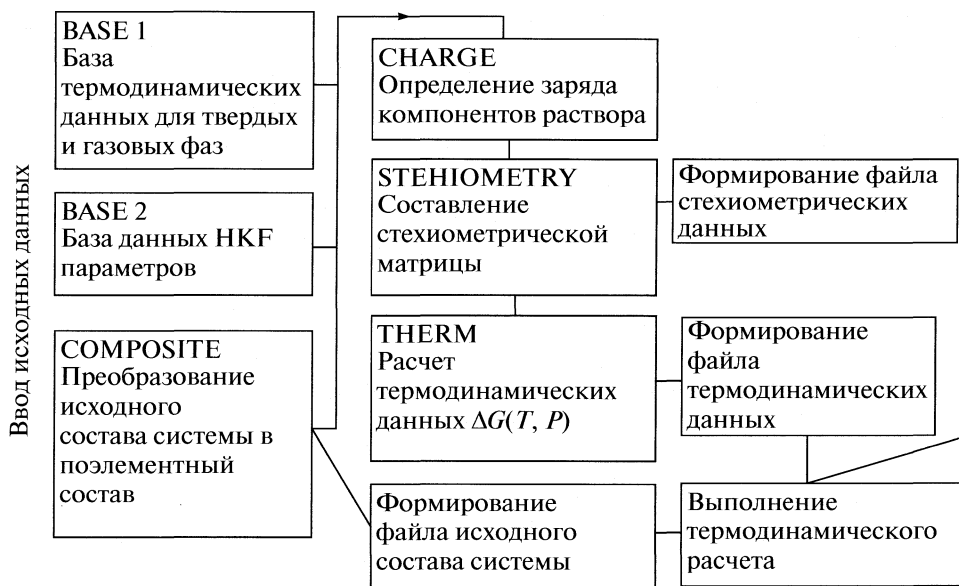 Ввод исходных данных
BASE 1
База
термодинамических
данных для твердых
и газовых фаз
BASE 2
База данных HKF
параметров
COMPOSITE
Преобразование
исходного
состава системы в
поэлементный
состав
CHARGE
Определение заряда
компонентов раствора
STEHIOMETRY
Составление
стехиометрической
матрицы
THERM
Расчет
термодинамических
данных ΔG(T, P)
Формирование
файла исходного
состава системы
Формирование файла
стехиометрических
данных
Формирование
файла
термодинамических
данных
Выполнение
термодинамического
расчета